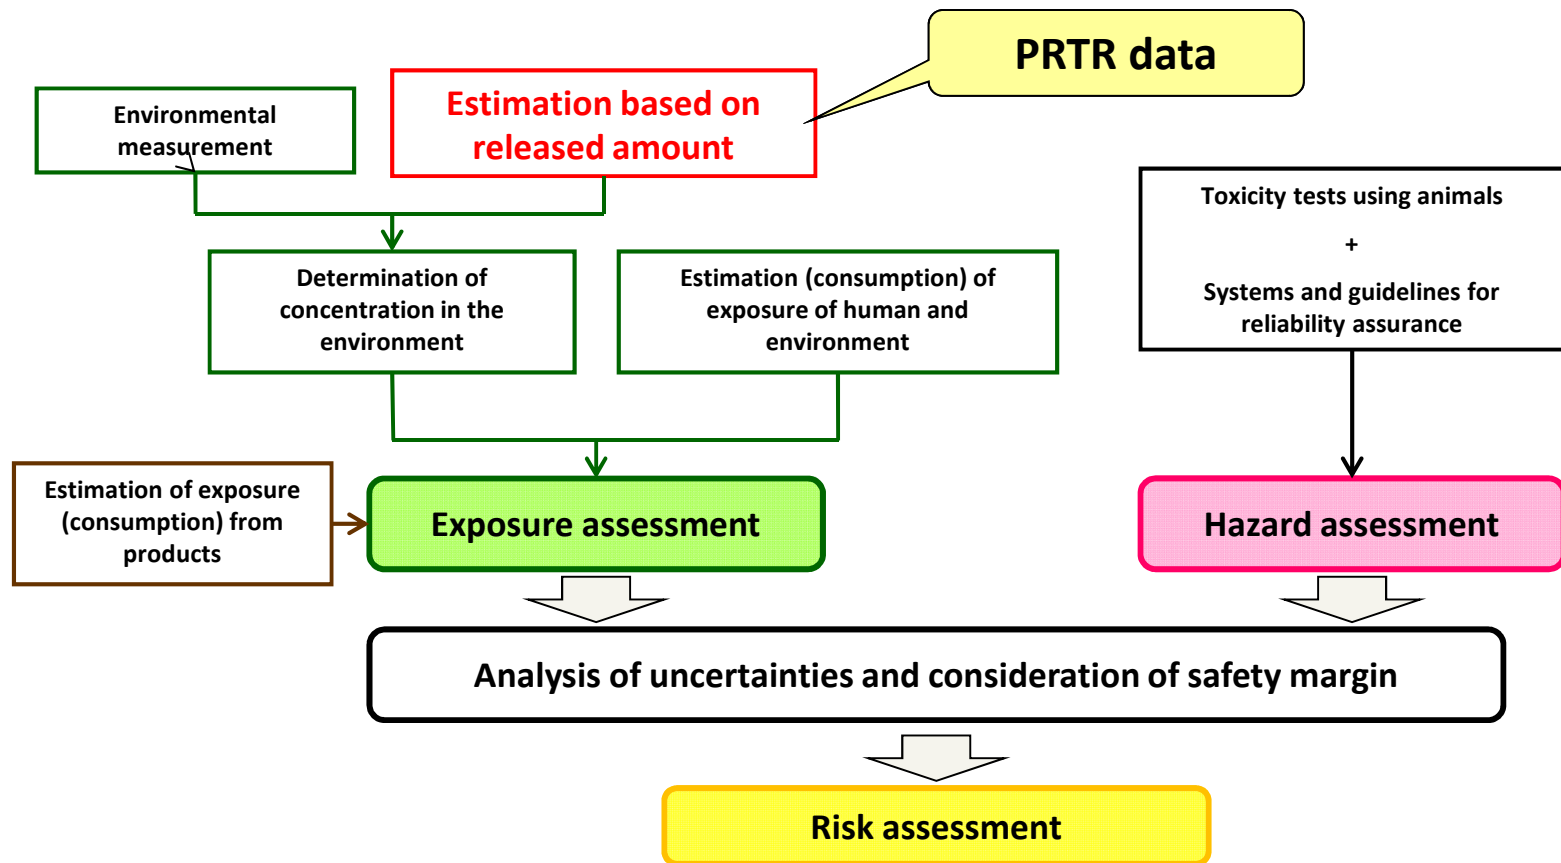 PRTR data
Environmental
measurement
Estimation based on
released amount
Toxicity tests using animals
+
Systems and guidelines for
reliability assurance
Determination of
concentration in the
environment
Estimation (consumption) of
exposure of human and
environment
Estimation of exposure
(consumption) from
products
Exposure assessment
Hazard assessment
Analysis of uncertainties and consideration of safety margin
Risk assessment